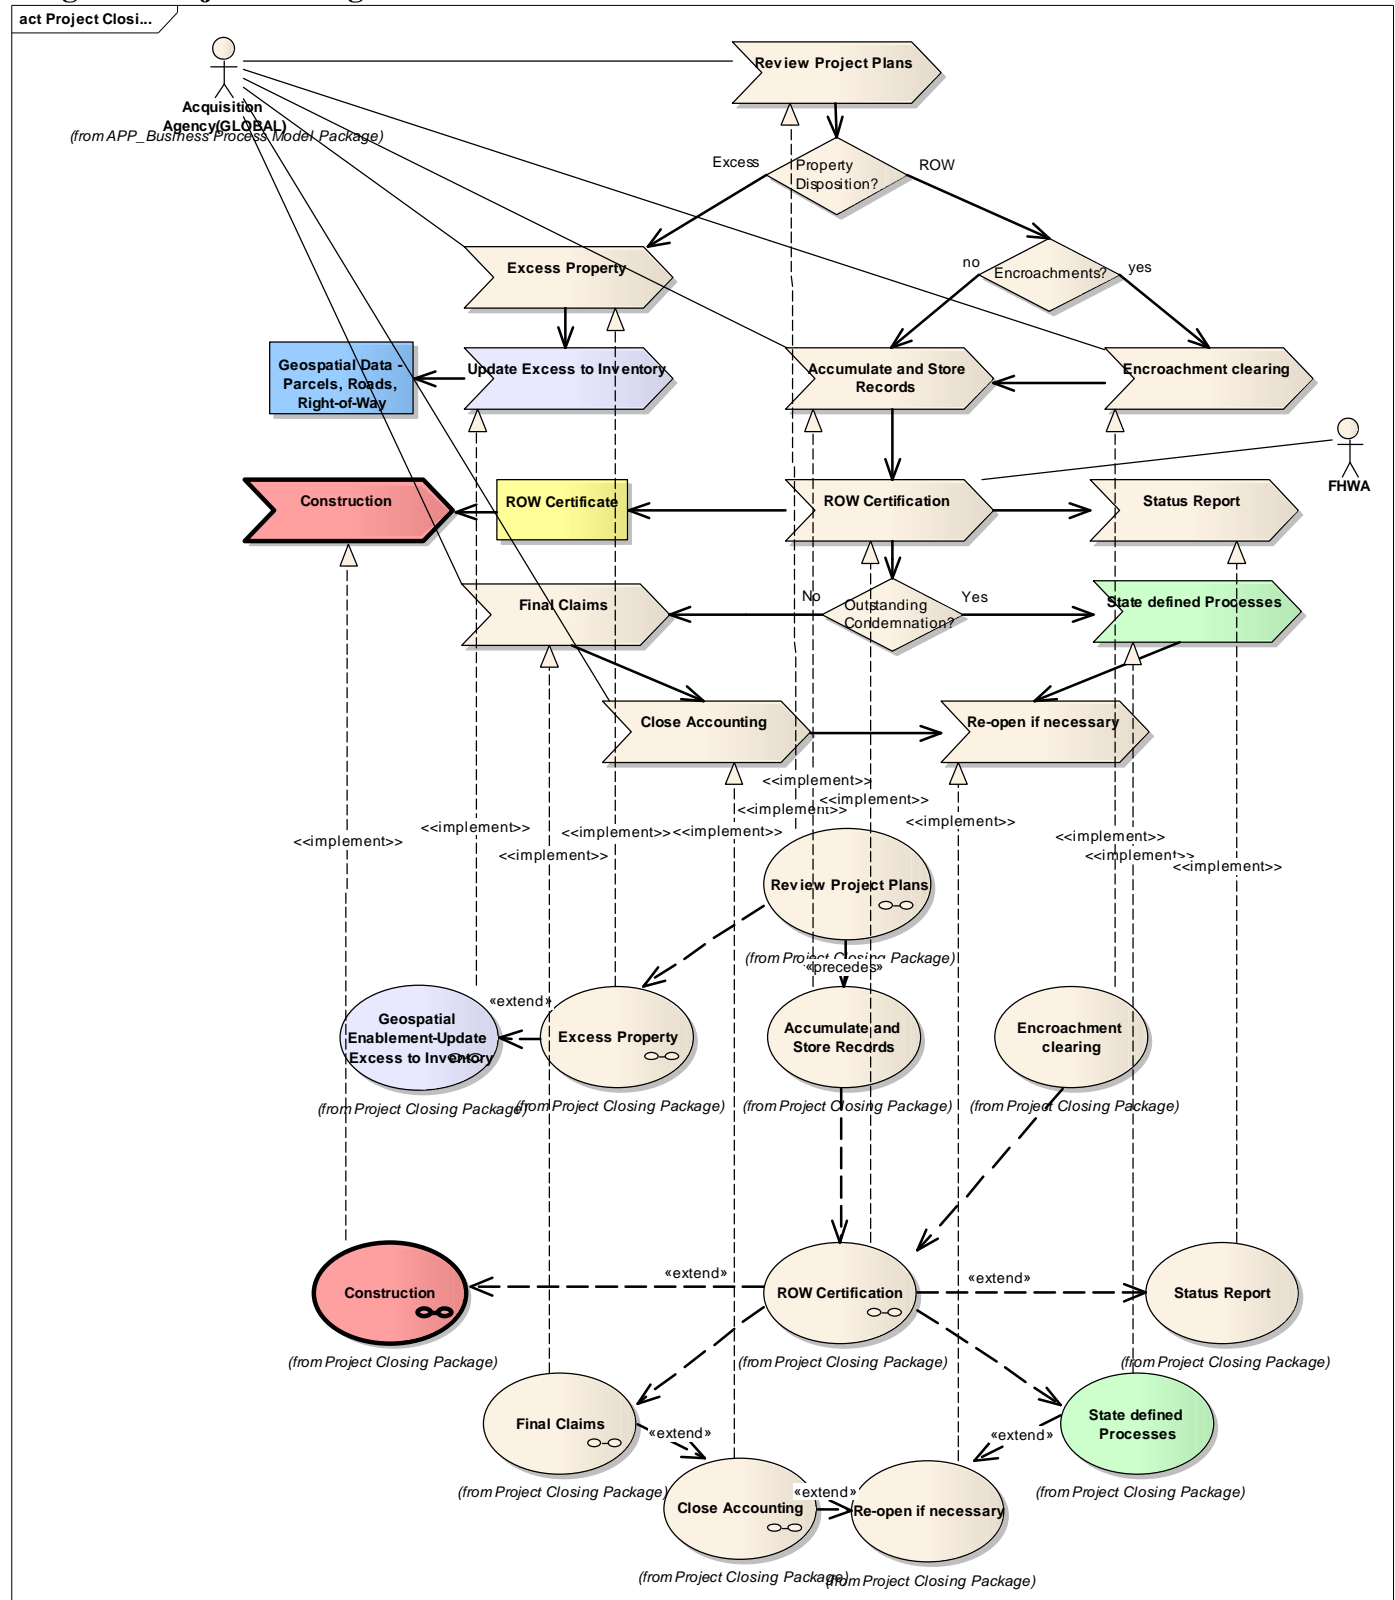 act Project Closi...
Review Project Plans
Acquisition
Agency(GLOBAL)
(from APP_Business Process Model Package)
Excess
Property
Disposition?
ROW
Excess Property
no
Encroachments?
yes
Geospatial Data -
Parcels, Roads,
Right-of-Way
Update Excess to Inventory
Accumulate and Store
Records
Encroachment clearing
FHWA
Construction
ROW Certificate
ROW Certification
Status Report
Final Claims
No
Outstanding
Condemnation?
Yes
State defined Processes
Close Accounting
Re-open if necessary
<<implement>>
<<implement>>
<<implement>>
<<implement>>
<<implement>>
<<implement>>
<<implement>>
<<implement>>
<<implement>>
<<implement>>
<<implement>>
<<implement>>
Review Project Plans
(from Project Closing Package)
«precedes»
Geospatial
Enablement-Update
Excess to Inventory
(from Project Closing Package)
«extend»
Excess Property
(from Project Closing Package)
Accumulate and
Store Records
(from Project Closing Package)
Encroachment
clearing
(from Project Closing Package)
Construction
(from Project Closing Package)
«extend»
ROW Certification
(from Project Closing Package)
«extend»
Status Report
(from Project Closing Package)
Final Claims
(from Project Closing Package)
«extend»
State defined
Processes
(from Project Closing Package)
«extend»
Close Accounting
(from Project Closing Package)
«extend»
Re-open if necessary
(from Project Closing Package)